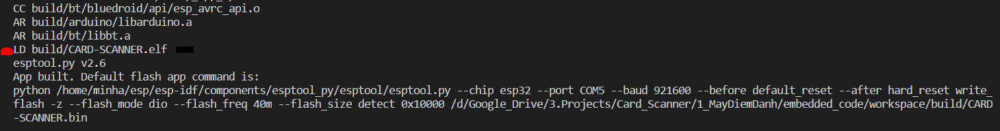 CC build/bt/bluedroid/api/esp_avrc_api.o
AR build/arduino/libarduino.a
AR build/bt/libbt.a
LD build/CARD-SCANNER.elf
esptool.py v2.6
App built. Default flash app command is:
python /home/minha/esp/esp-idf/components/esptool_py/esptool/esptool.py --chip esp32 --port COM5 --baud 921600 --before default_reset --after hard_reset write_
flash -z --flash_mode dio --flash_freq 40m --flash_size detect 0x10000 /d/Google_Drive/3.Projects/Card_Scanner/1_MayDiemDanh/embedded_code/workspace/build/CARD
-SCANNER.bin